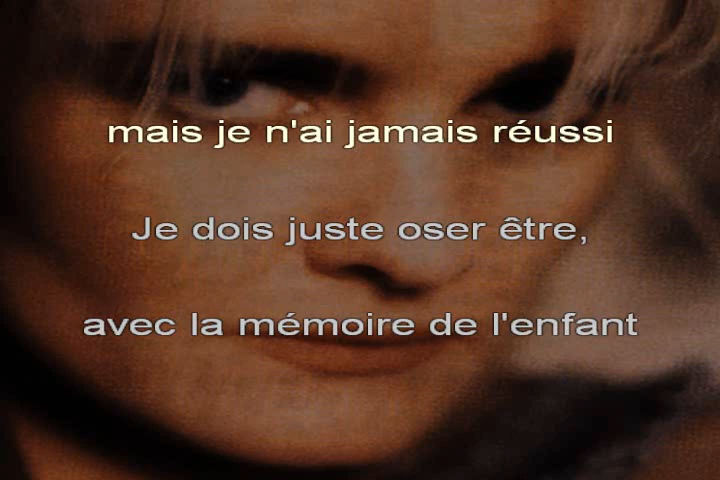 mais je n'ai jamais réussi
Je dois juste oser être,
avec la mémoire de l'enfant